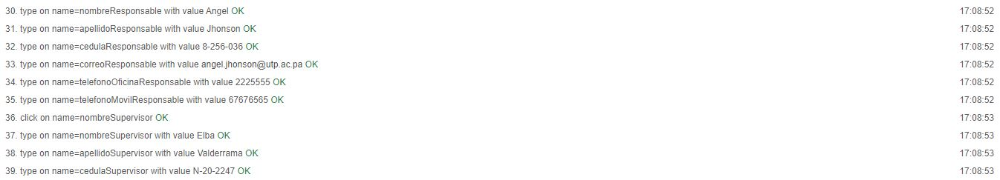 30. type on name=nombreResponsable with value Angel OK 17:08:52
31. type on name=apellidoResponsable with value Jhonson OK 17:08:52
32. type on name=cedulaResponsable with value 8-256-036 OK 17:08:52
33. type on name=correoResponsable with value angel.jhonson@utp.ac.pa OK 17:08:52
34. type on name=telefonoOficinaResponsable with value 2225555 OK 17:08:52
35. type on name=telefonoMovilResponsable with value 67676565 OK 17:08:52
36. click on name=nombreSupervisor OK 17:08:53
37. type on name=nombreSupervisor with value Elba OK 17:08:53
38. type on name=apellidoSupervisor with value Valderrama OK 17:08:53
39. type on name=cedulaSupervisor with value N-20-2247 OK 17:08:53